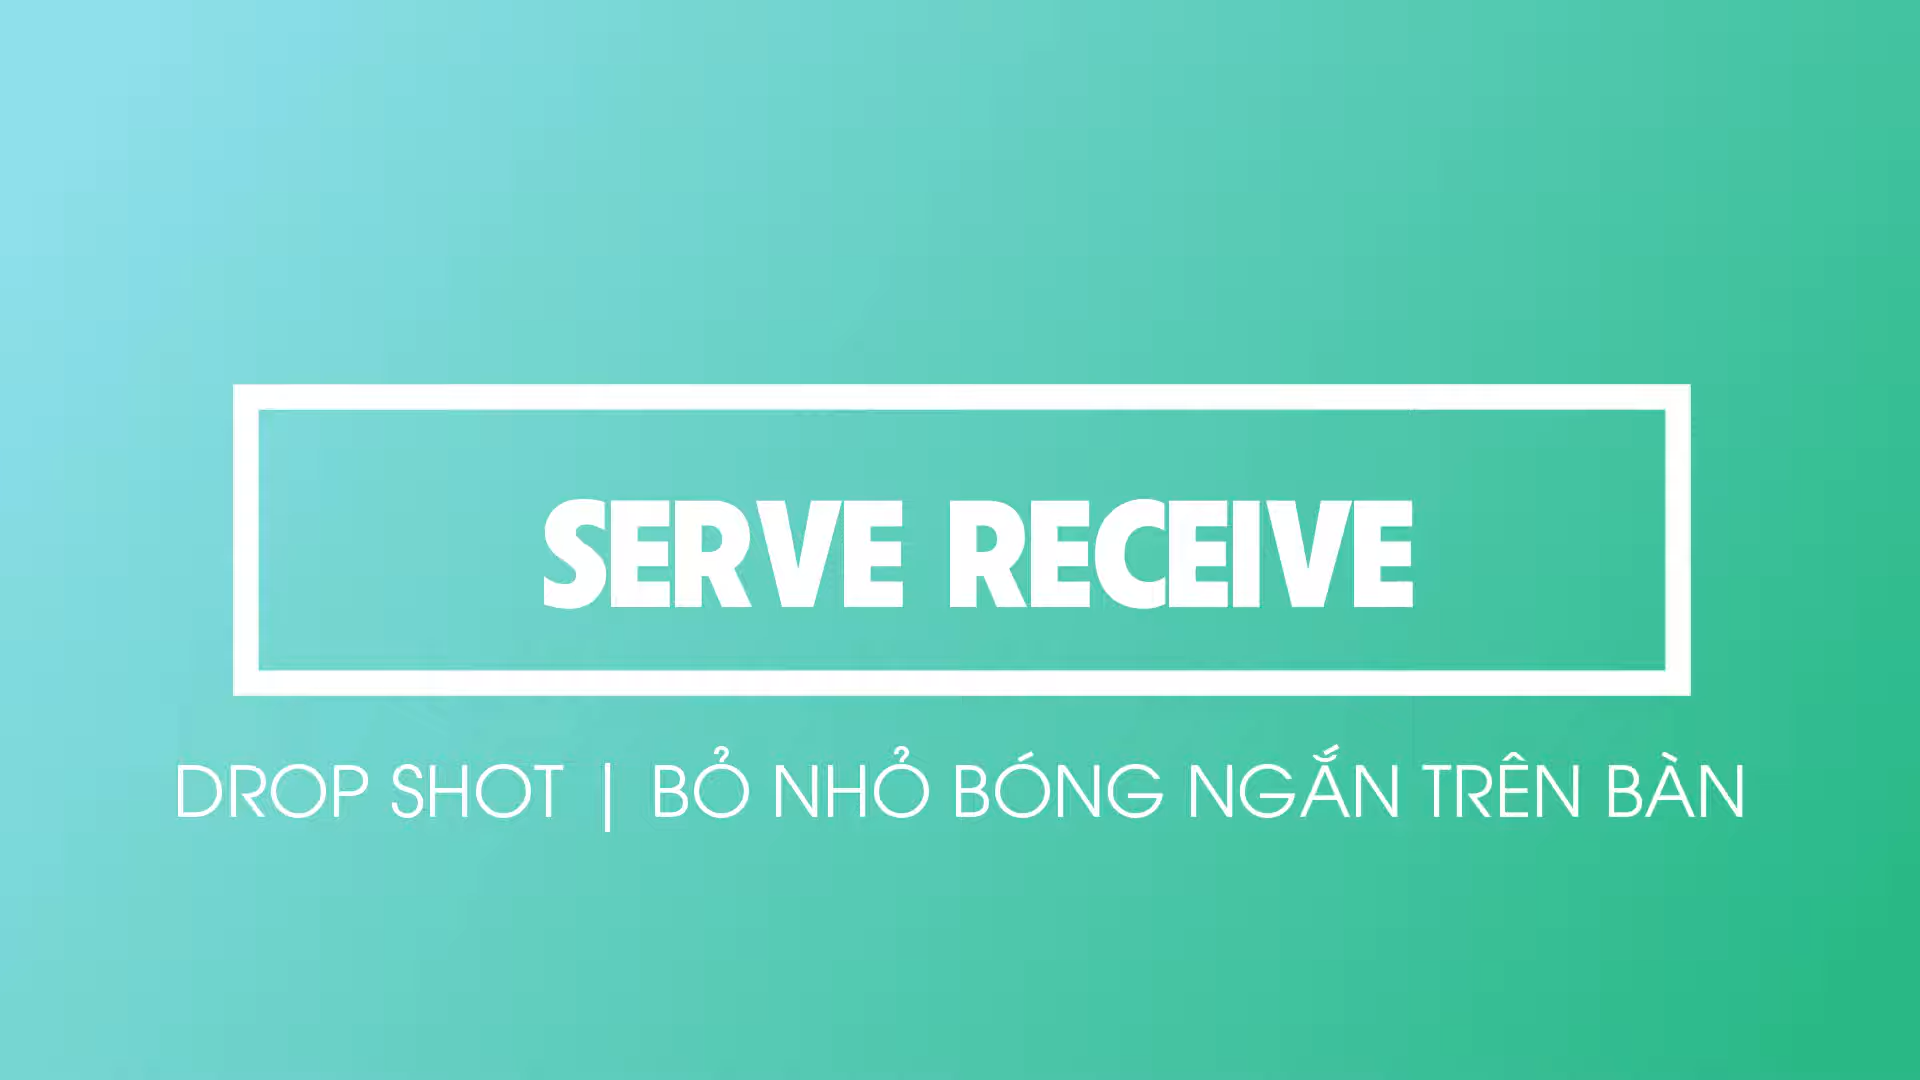 SERVE RECEIVE
DROP SHOT | BỎ NHỎ BÓNG NGẮN TRÊN BÀN